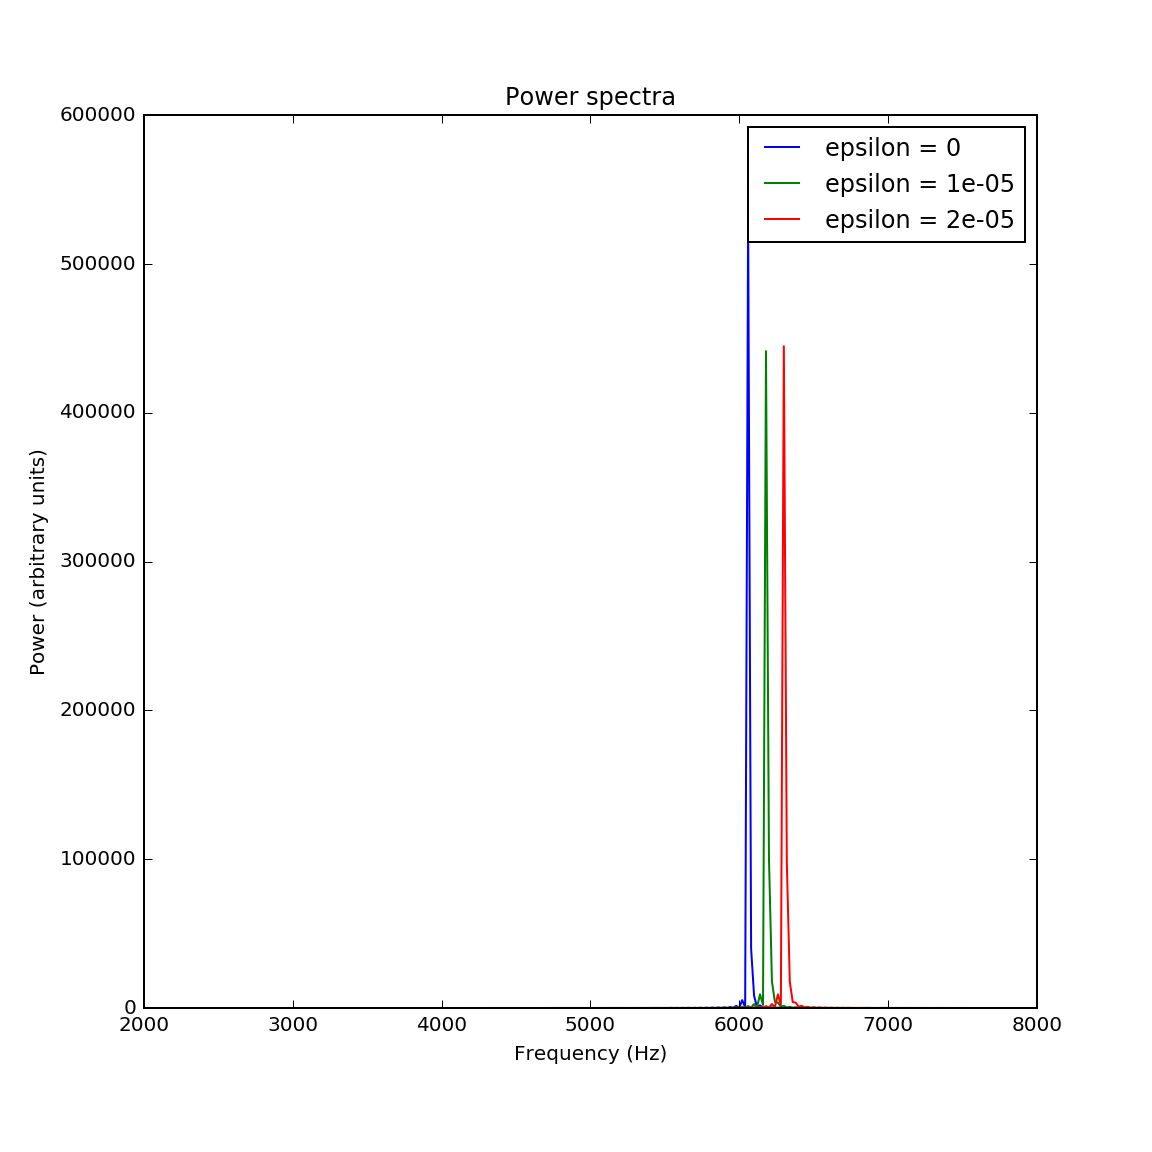 Power spectra
600000
500000
400000
300000
200000
100000
0
Power (arbitrary units)
epsilon = 0
epsilon = 1e-05
epsilon = 2e-05
2000 3000 4000 5000 6000 7000 8000
Frequency (Hz)